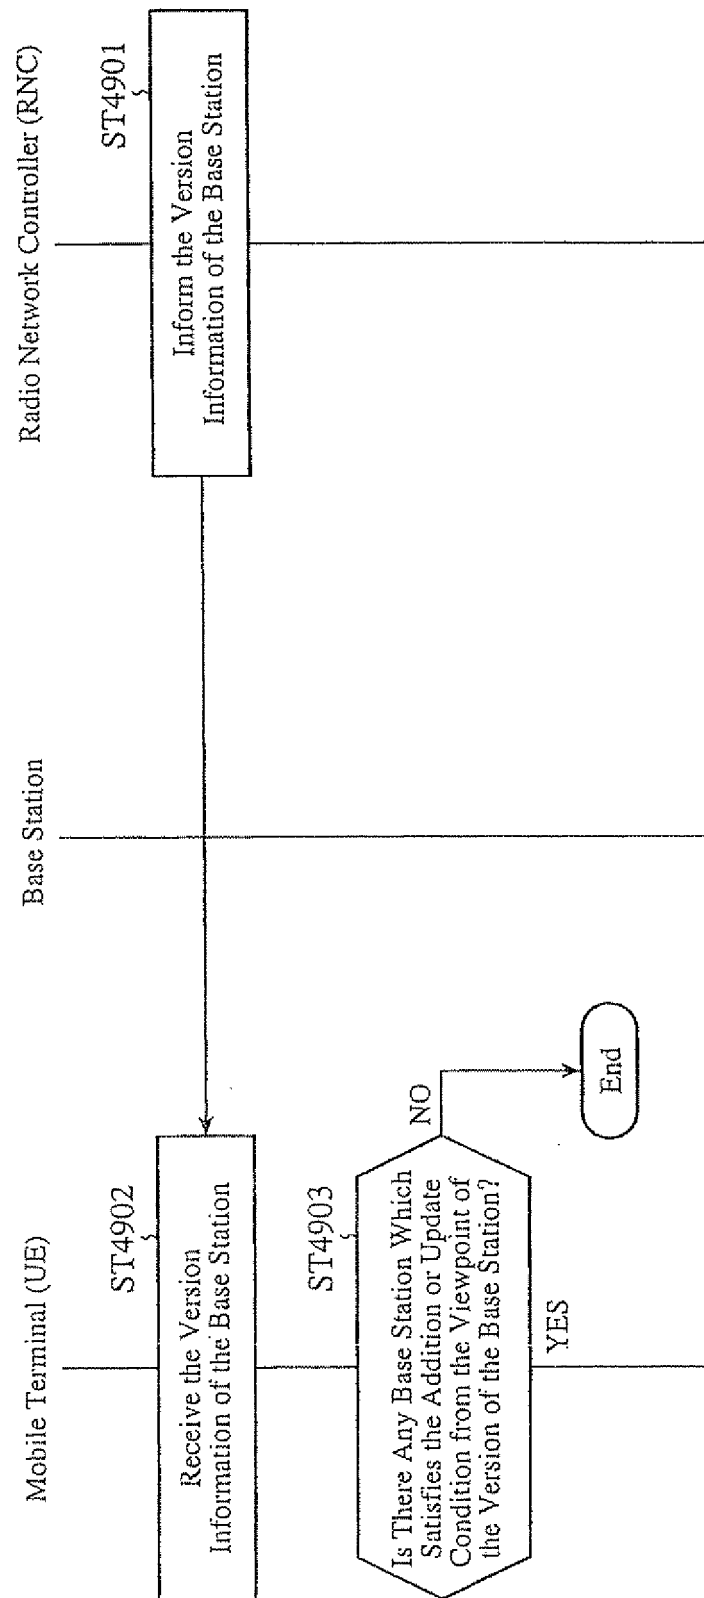 Mobile Terminal (UE)
Base Station
Radio Network Controller (RNC)
ST4901
Inform the Version
Information of the Base Station
ST4902
Receive the Version
Information of the Base Station
ST4903
Is There Any Base Station Which
Satisfies the Addition or Update
Condition from the Viewpoint of
the Version of the Base Station?
NO
End
YES